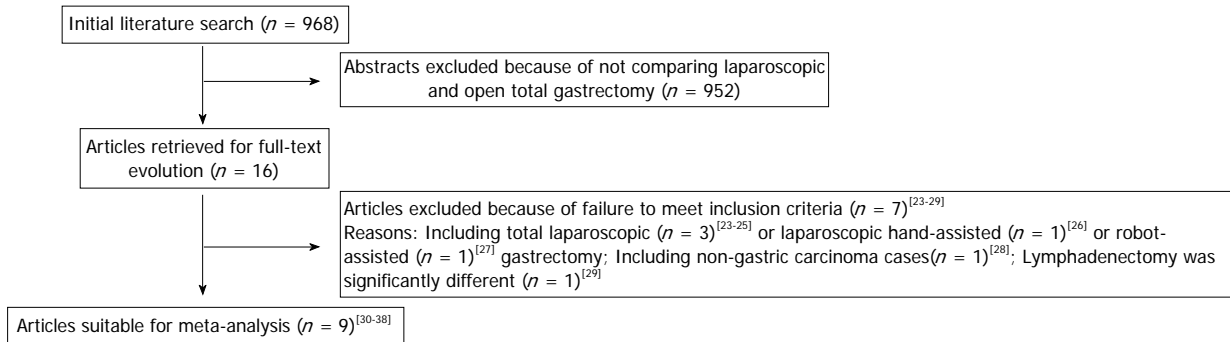 Initial literature search (n = 968)
Abstracts excluded because of not comparing laparoscopic
and open total gastrectomy (n = 952)
Articles retrieved for full-text
evolution (n = 16)
Articles excluded because of failure to meet inclusion criteria (n = 7)[23-29]
Reasons: Including total laparoscopic (n = 3)[23-25] or laparoscopic hand-assisted (n = 1)[26] or robot-
assisted (n = 1)[27] gastrectomy; Including non-gastric carcinoma cases(n = 1)[28]; Lymphadenectomy was
significantly different (n = 1)[29]
Articles suitable for meta-analysis (n = 9)[30-38]